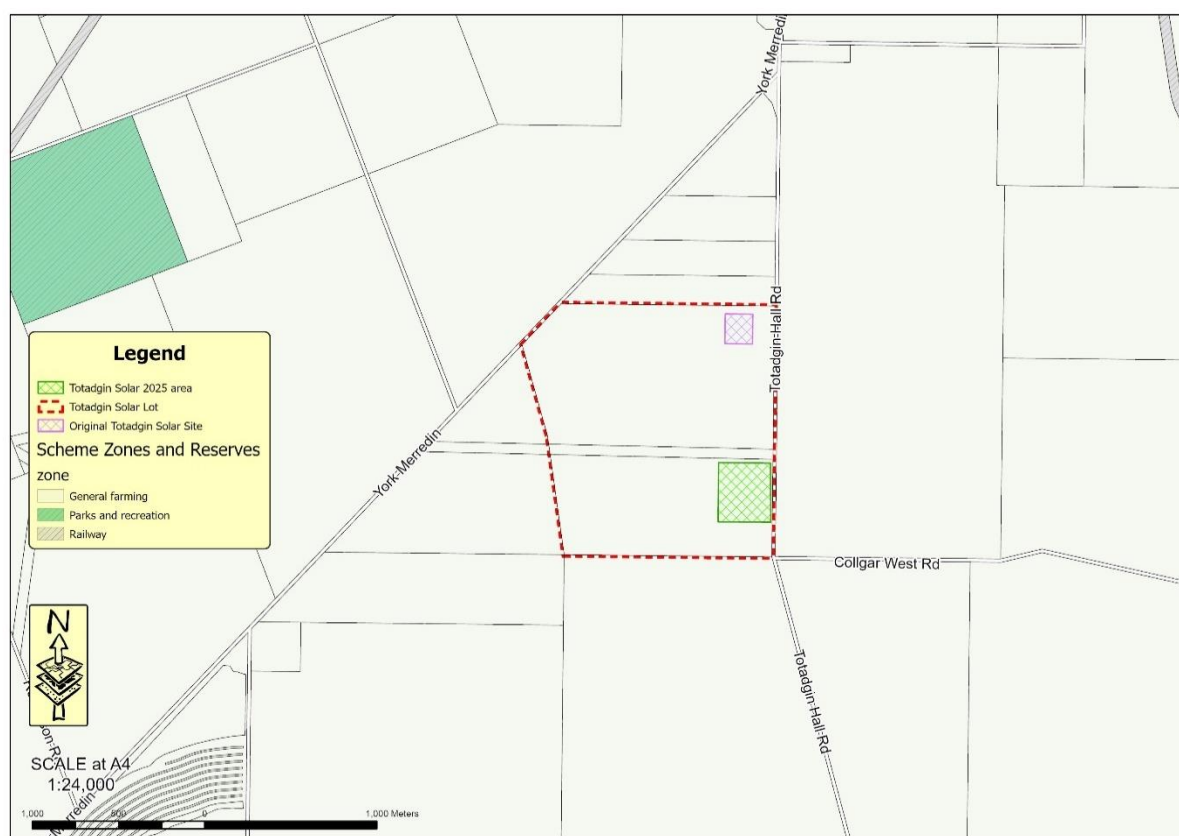 York Merredin
Totadgin-Hall-Rd
Legend
Totadgin Solar 2025 area
Totadgin Solar Lot
Original Totadgin Solar Site
Scheme Zones and Reserves
zone
General farming
Parks and recreation
Railway
York-Merredin
Collgar West Rd
N
Totadgin-Hall-Rd
SCALE at A4
1:24,000
1,000 500 0 1,000 Meters